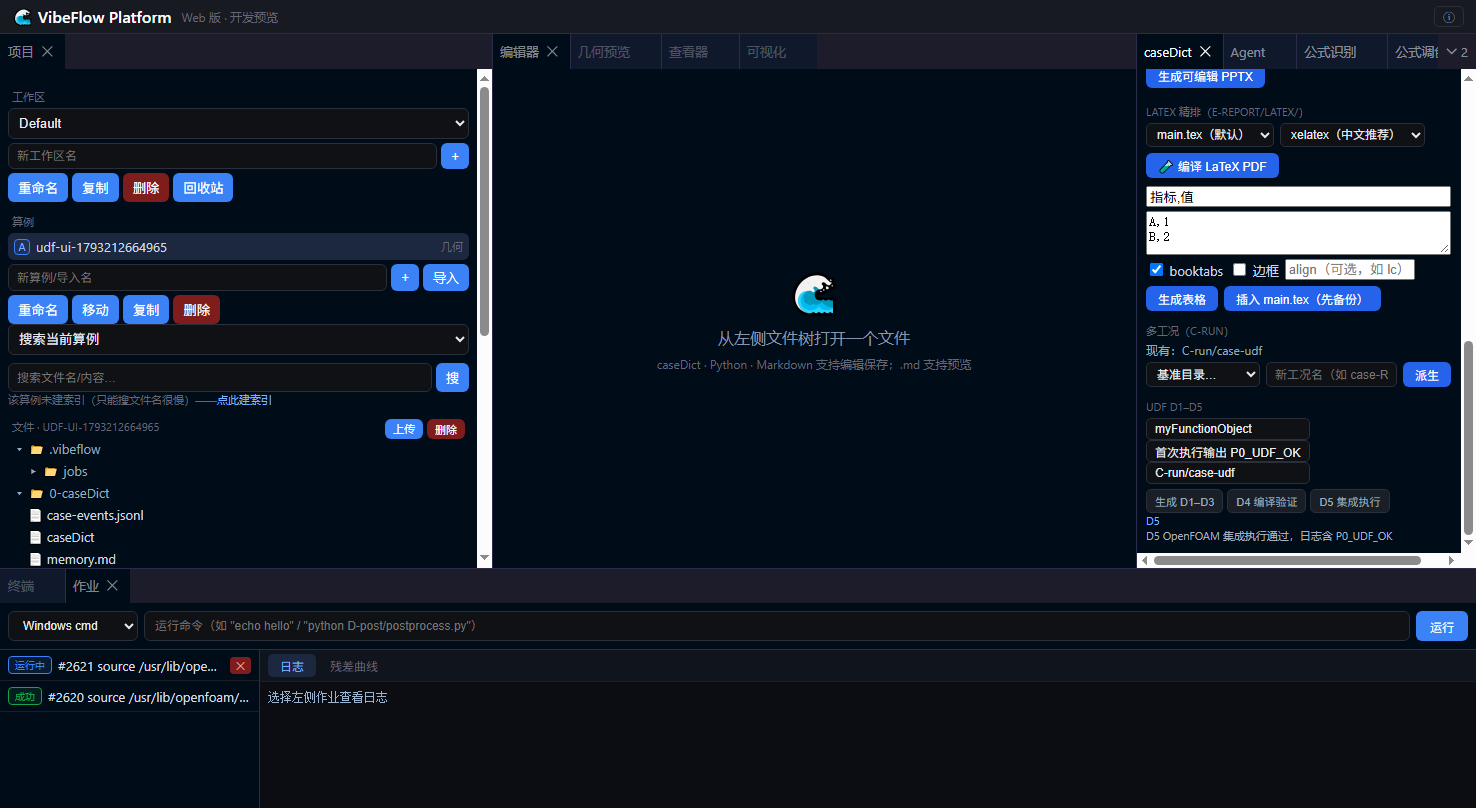 VibeFlow Platform Web 版 · 开发预览
项目
工作区
Default
新工作区名
+
重命名 复制 删除 回收站
算例
A udf-ui-1793212664965 几何
新算例/导入名
+ 导入
重命名 移动 复制 删除
搜索当前算例
搜索文件名/内容...
搜
该算例未建索引（只能搜文件名很慢）——点此建索引
文件 · UDF-UI-1793212664965 上传 删除
.vibeflow
jobs
0-caseDict
case-events.jsonl
caseDict
memory.md
编辑器 几何预览 查看器 可视化
从左侧文件树打开一个文件
caseDict · Python · Markdown 支持编辑保存；.md 支持预览
caseDict Agent 公式识别 2
生成可编辑 PPTX
LATEX 精排（E-REPORT/LATEX/）
main.tex（默认） xelatex（中文推荐）
编译 LaTeX PDF
指标,值
A,1
B,2
booktabs 边框 align（可选，如 lc）
生成表格 插入 main.tex（先备份）
多工况（C-RUN）
现有：C-run/case-udf
基准目录... 新工况名（如 case-R 派生
UDF D1–D5
myFunctionObject
首次执行输出 P0_UDF_OK
C-run/case-udf
生成 D1–D3 D4 编译验证 D5 集成执行
D5
D5 OpenFOAM 集成执行通过，日志含 P0_UDF_OK
终端 作业
Windows cmd 运行命令（如 "echo hello" / "python D-post/postprocess.py"） 运行
运行中 #2621 source /usr/lib/ope...
成功 #2620 source /usr/lib/openfoam/...
日志 残差曲线
选择左侧作业查看日志